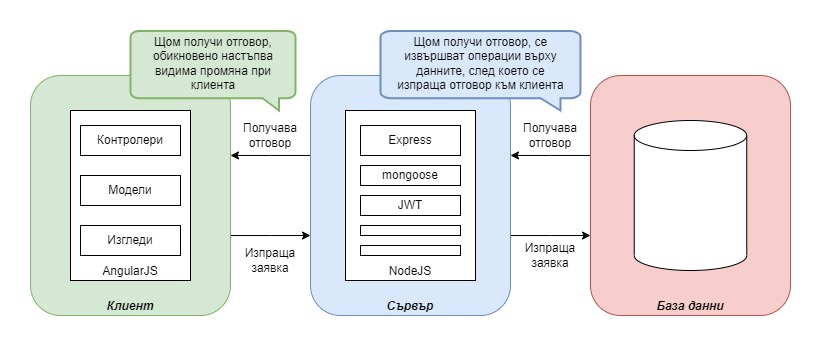 Щом получи отговор,
обикновено настъпва
видима промяна при
клиента
Щом получи отговор, се
извършват операции върху
данните, след което се
изпраща отговор към клиента
Контролери
Модели
Изгледи
AngularJS
Клиент
Получава
отговор
Изпраща
заявка
Express
mongoose
JWT
NodeJS
Сървър
Получава
отговор
Изпраща
заявка
База данни